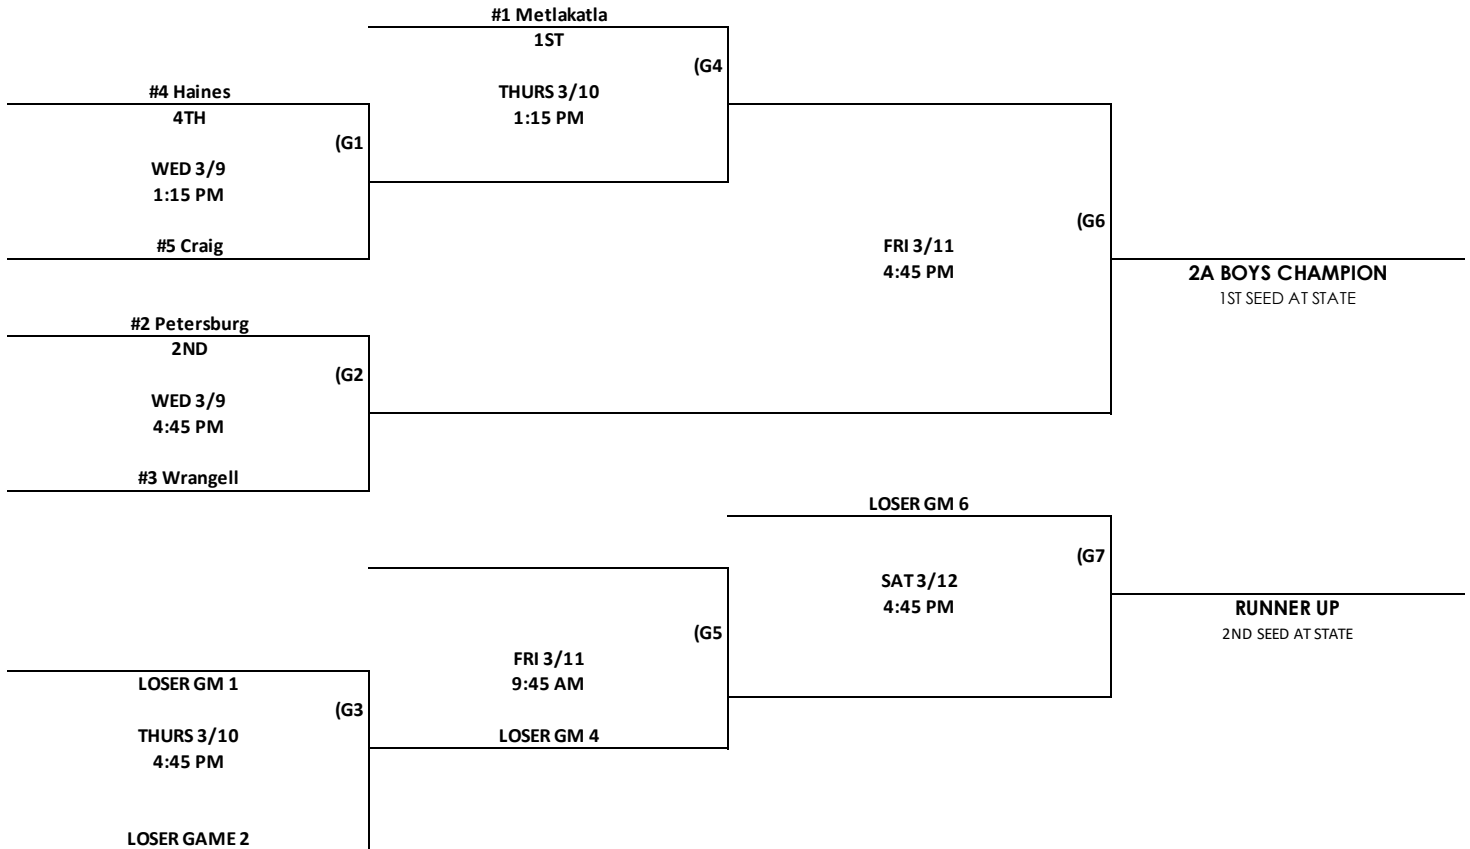 #1 Metlakatla
1ST
(G4
#4 Haines
THURS 3/10
4TH
1:15 PM
(G1
WED 3/9
1:15 PM
(G6
#5 Craig
FRI 3/11
4:45 PM
2A BOYS CHAMPION
1ST SEED AT STATE
#2 Petersburg
2ND
(G2
WED 3/9
4:45 PM
#3 Wrangell
LOSER GM 6
(G7
SAT 3/12
4:45 PM
RUNNER UP
(G5
2ND SEED AT STATE
FRI 3/11
LOSER GM 1
9:45 AM
(G3
THURS 3/10
LOSER GM 4
4:45 PM
LOSER GAME 2